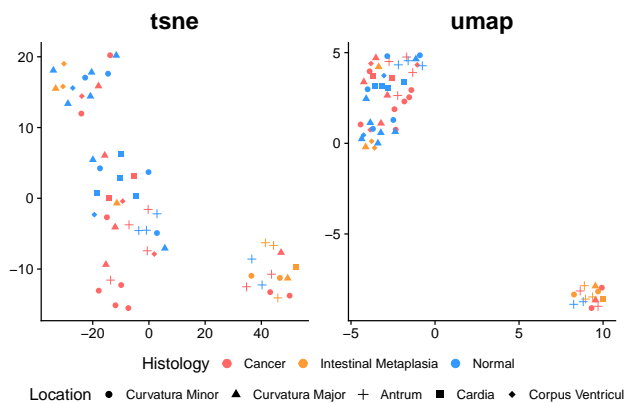 tsne
umap
20
10
0
−10
−20
0
20
40
5
0
−5
−5
0
5
10
Histology
Cancer
Intestinal Metaplasia
Normal
Location
Curvatura Minor
Curvatura Major
Antrum
Cardia
Corpus Ventricul